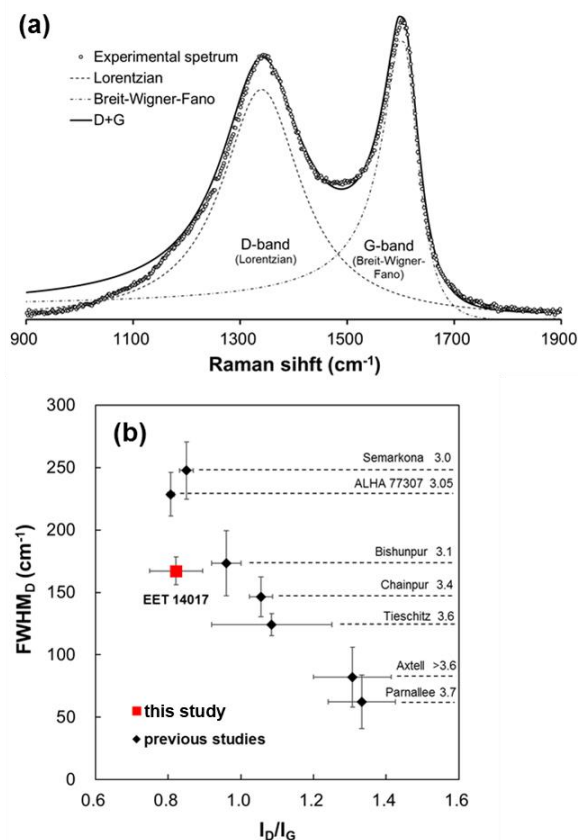 (a)
Experimental spetrum
Lorentzian
Breit-Wigner-Fano
D+G
D-band
(Lorentzian)
G-band
(Breit-Wigner-
Fano)
900 1100 1300 1500 1700 1900
Raman sihft (cm⁻¹)
(b)
300
250
200
150
100
50
0
FWHM_D (cm⁻¹)
Semarkona 3.0
ALHA 77307 3.05
Bishunpur 3.1
Chainpur 3.4
Tieschitz 3.6
Axtell >3.6
Parnallee 3.7
EET 14017
this study
previous studies
0.6 0.8 1.0 1.2 1.4 1.6
I_D/I_G